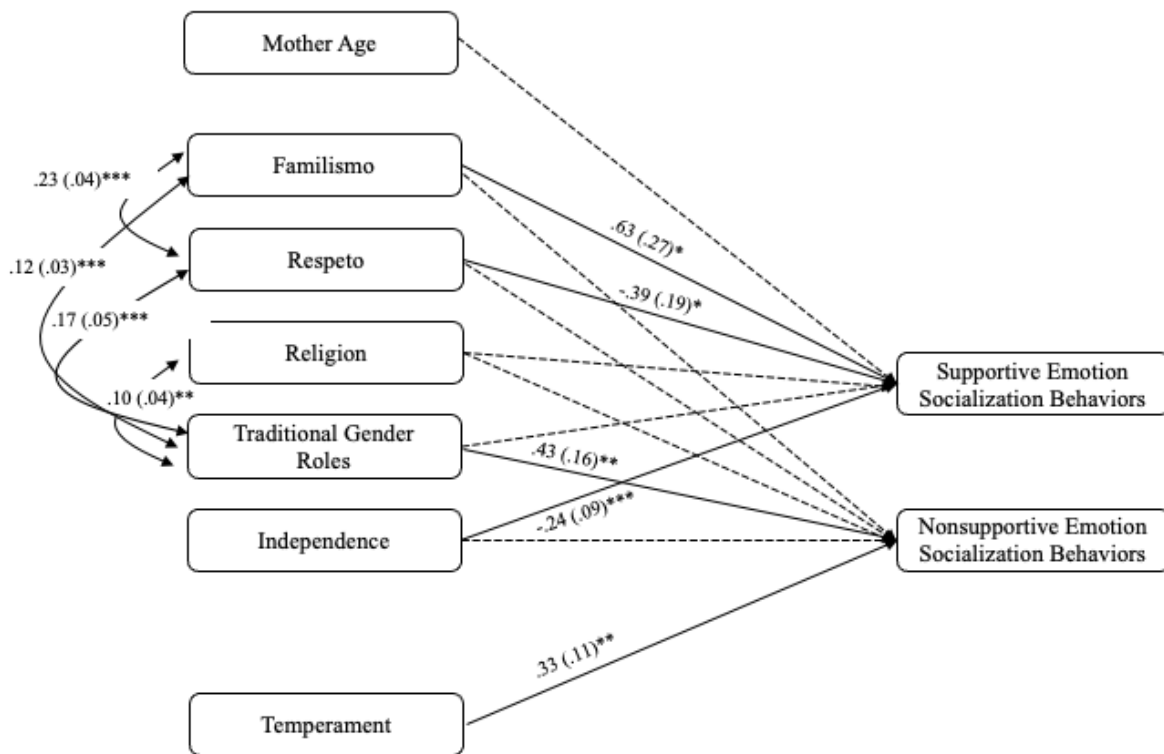 Mother Age
Familismo
.23 (.04)***
.63 (.27)*
Respeto
.12 (.03)***
-.39 (.19)*
.17 (.05)***
Religion
Supportive Emotion
Socialization Behaviors
.10 (.04)**
Traditional Gender
Roles
.43 (.16)**
Independence
-.24 (.09)***
Nonsupportive Emotion
Socialization Behaviors
.33 (.11)**
Temperament